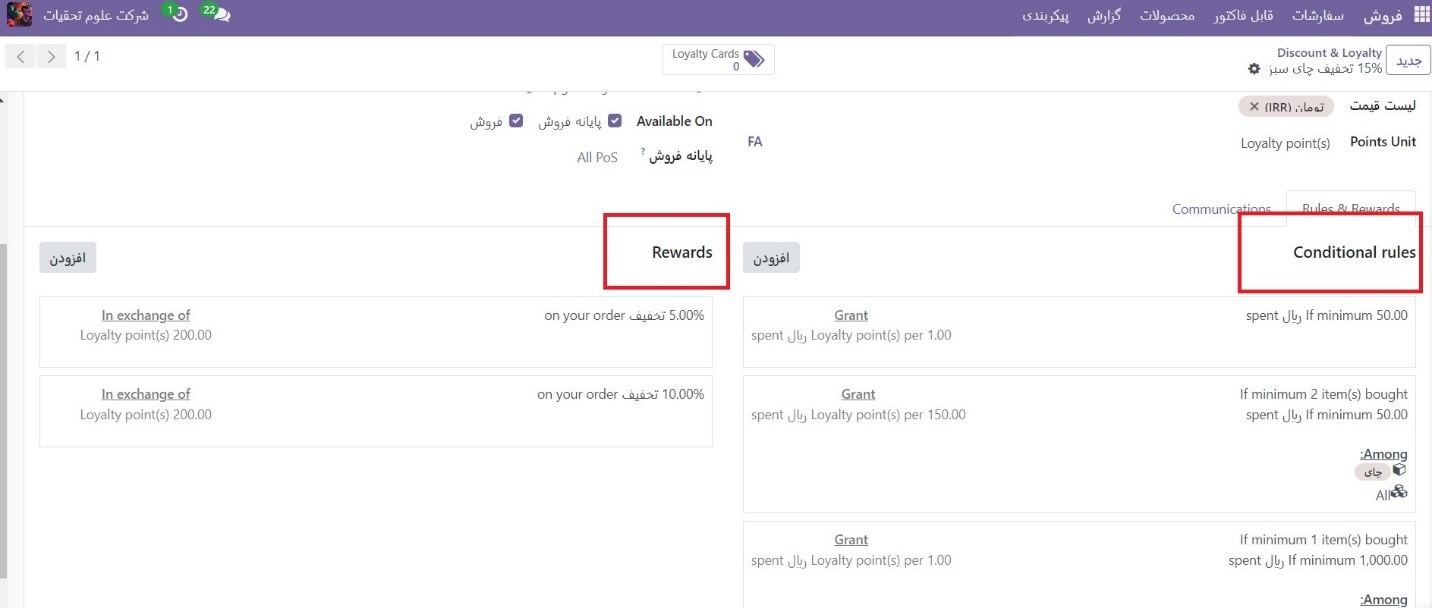 فروش سفارشات قابل فاکتور محصولات گزارش پیکربندی 22 1 شرکت علوم تحقیات
جدید Discount & Loyalty
15% تخفیف چای سبز
Loyalty Cards
0
1 / 1
لیست قیمت تومان (IRR) ×
Points Unit Loyalty point(s) FA
Available On پایانه فروش فروش
پایانه فروش ? All PoS
Rules & Rewards Communications
Conditional rules افزودن
If minimum 50.00 ریال spent
Grant
1.00 Loyalty point(s) per ریال spent
If minimum 2 item(s) bought
If minimum 50.00 ریال spent
Grant
150.00 Loyalty point(s) per ریال spent
Among:
چای
All
If minimum 1 item(s) bought
If minimum 1,000.00 ریال spent
Grant
1.00 Loyalty point(s) per ریال spent
Among:
Rewards افزودن
5.00% تخفیف on your order
In exchange of
200.00 Loyalty point(s)
10.00% تخفیف on your order
In exchange of
200.00 Loyalty point(s)